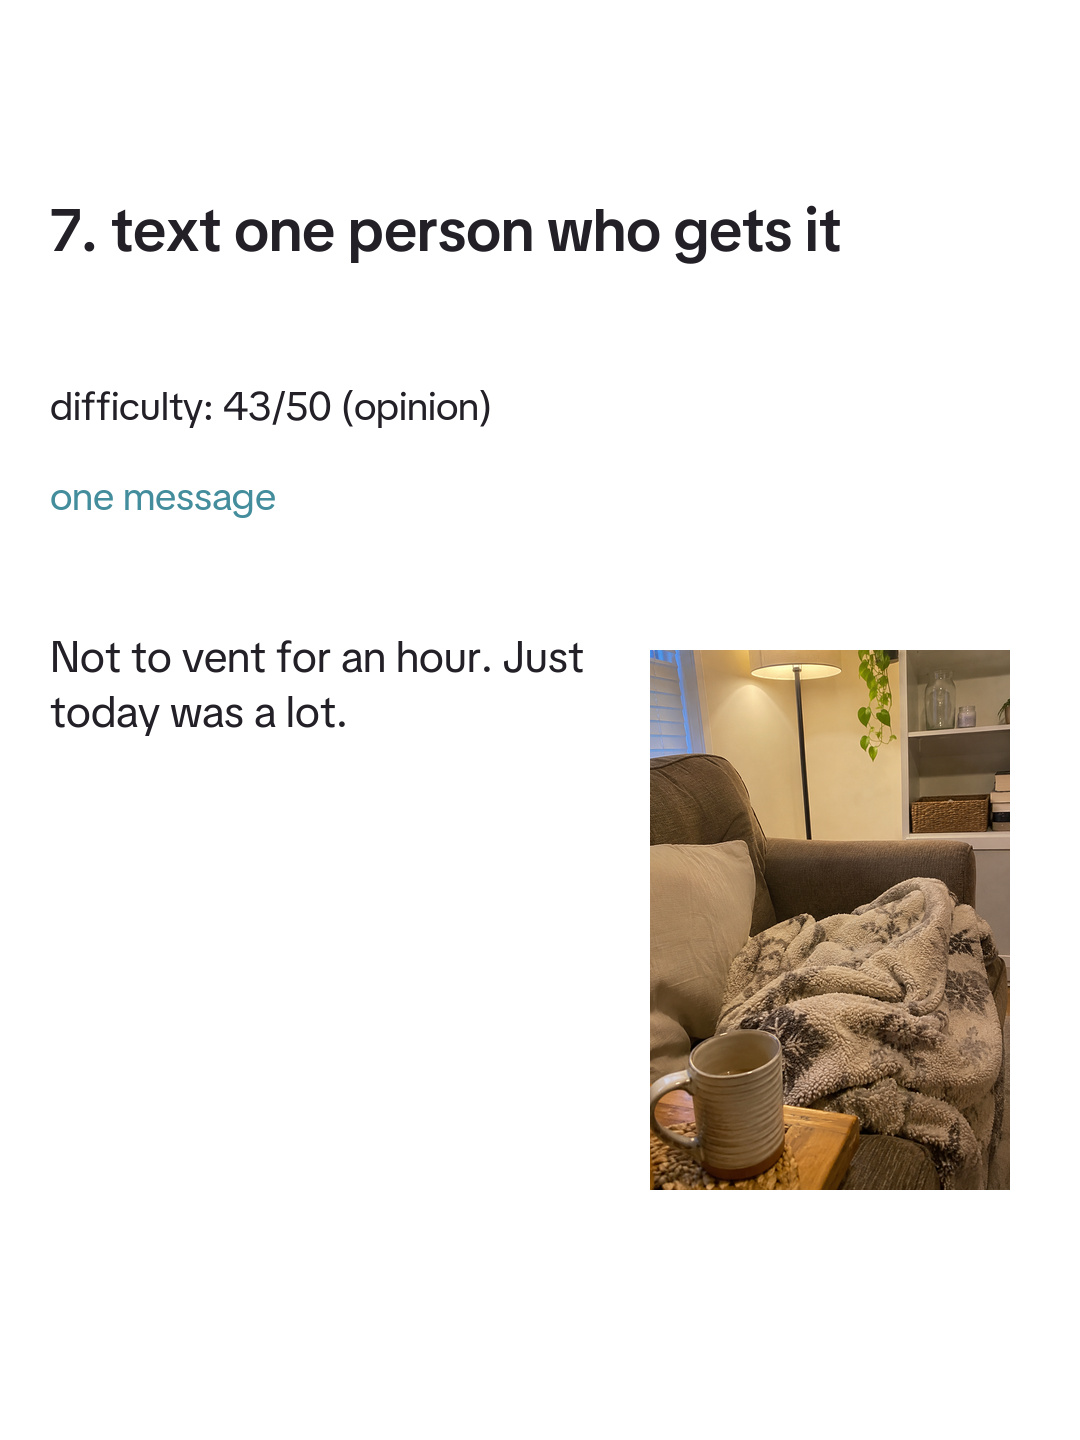 7. text one person who gets it
difficulty: 43/50 (opinion)
one message
Not to vent for an hour. Just
today was a lot.